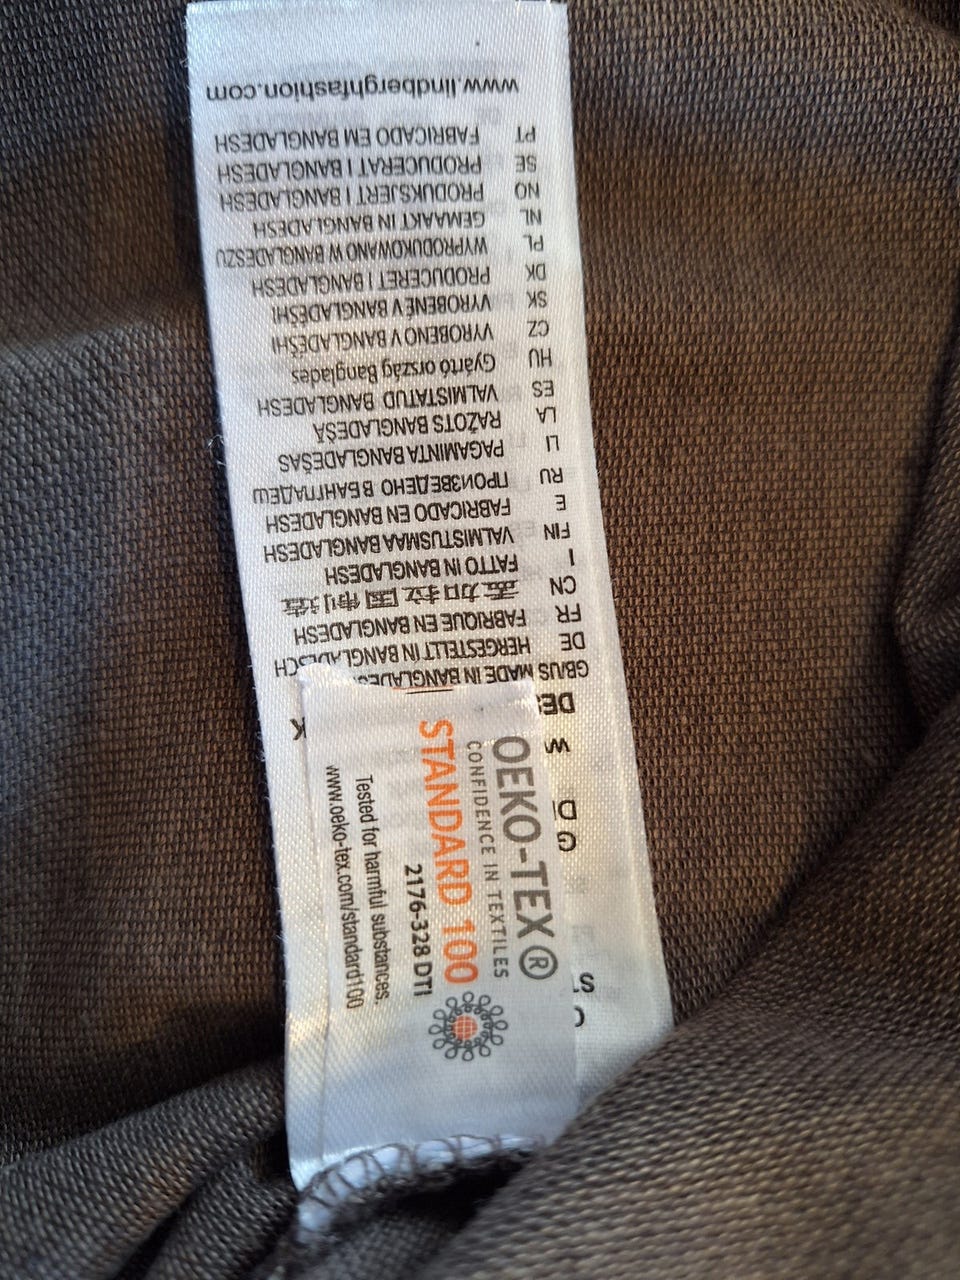 OEKO-TEX®
CONFIDENCE IN TEXTILES
STANDARD 100
2176-328 DTI
Tested for harmful substances.
www.oeko-tex.com/standard100
GB/US MADE IN
DE HERGESTELLT IN BANGLADESCH
FR FABRIQUE EN BANGLADESH
CN 孟加拉国制造
I FATTO IN BANGLADESH
FIN VALMISTUSMAA BANGLADESH
E FABRICADO EN BANGLADESH
RU ПРОИЗВЕДЕНО В БАНГЛАДЕШ
LI PAGAMINTA BANGLADEŠAS
LA RAŽOTS BANGLADEŠĀ
ES VALMISTATUD BANGLADESH
HU Gyártó ország Banglades
CZ VYROBENO V BANGLADÉŠI
SK VYROBENÉ V BANGLADÉŠI
DK PRODUCERET I BANGLADESH
PL WYPRODUKOWANO W BANGLADESZU
NL GEMAAKT IN BANGLADESH
NO PRODUKSJERT I BANGLADESH
SE PRODUCERAT I BANGLADESH
PT FABRICADO EM BANGLADESH
www.lindberghfashion.com